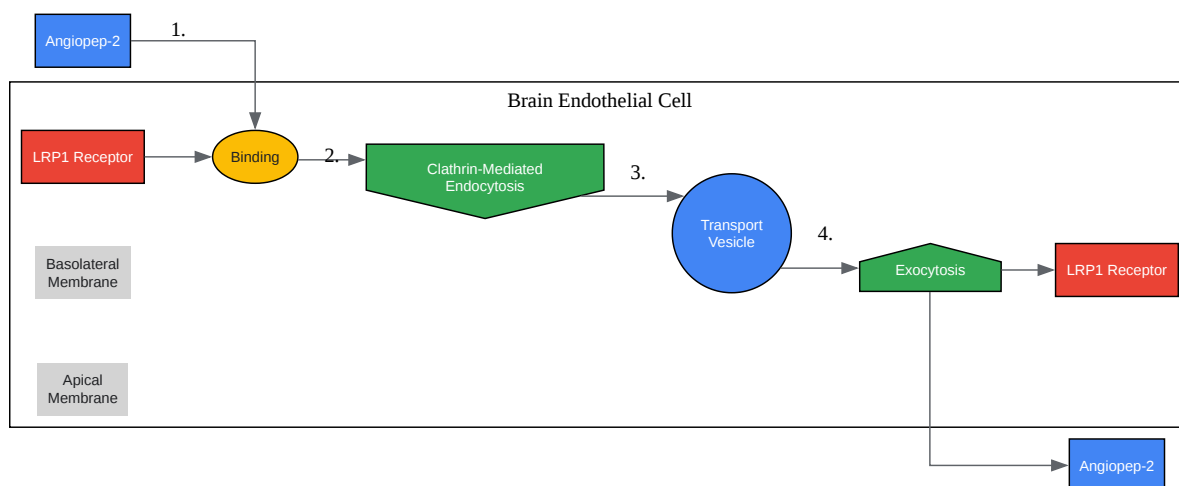 Angiopep-2
1.
Brain Endothelial Cell
LRP1 Receptor
Binding
2.
Clathrin-Mediated
Endocytosis
3.
Transport
Vesicle
4.
Exocytosis
LRP1 Receptor
Basolateral
Membrane
Apical
Membrane
Angiopep-2